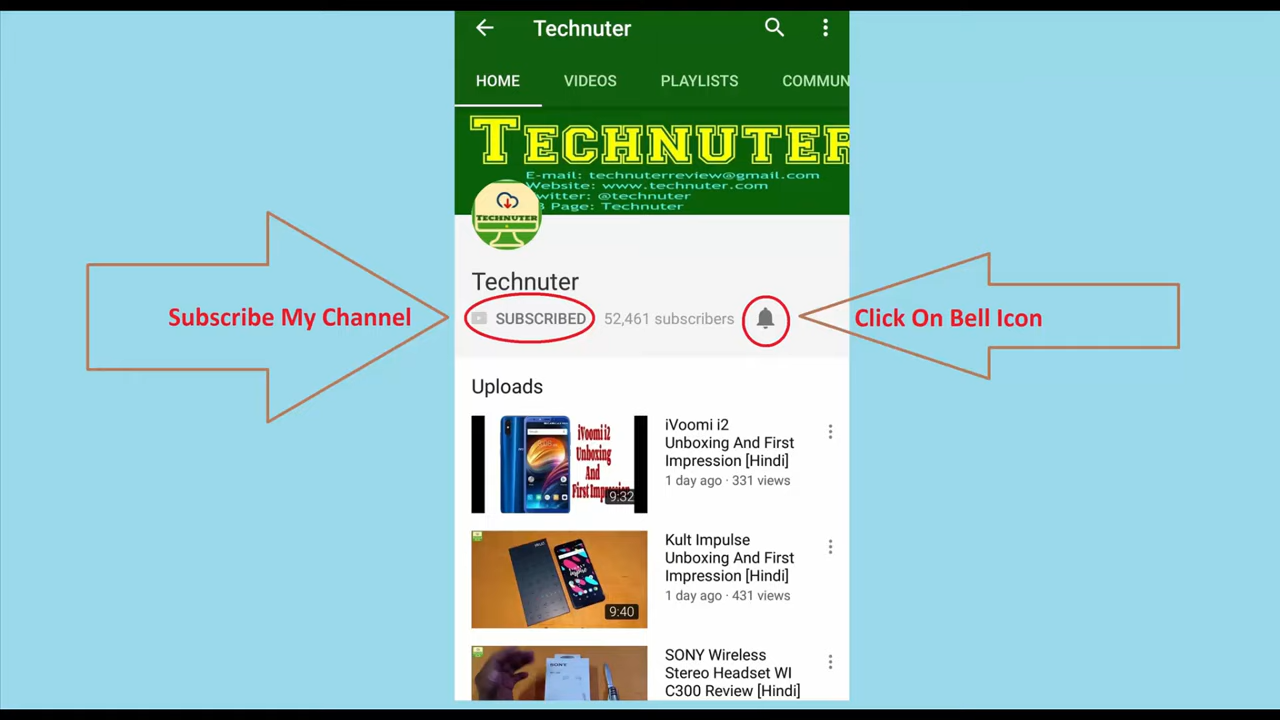 Technuter
HOME VIDEOS PLAYLISTS COMMUN
TECHNUTER
E-mail: technuterreview@gmail.com
Website: www.technuter.com
witter: @technuter
B Page: Technuter
TECHNUTER
Technuter
Subscribe My Channel
SUBSCRIBED 52,461 subscribers
Click On Bell Icon
Uploads
iVoomi i2
Unboxing
And
First Impression
9:32
iVoomi i2
Unboxing And First
Impression [Hindi]
1 day ago · 331 views
9:40
Kult Impulse
Unboxing And First
Impression [Hindi]
1 day ago · 431 views
SONY
SONY Wireless
Stereo Headset WI
C300 Review [Hindi]